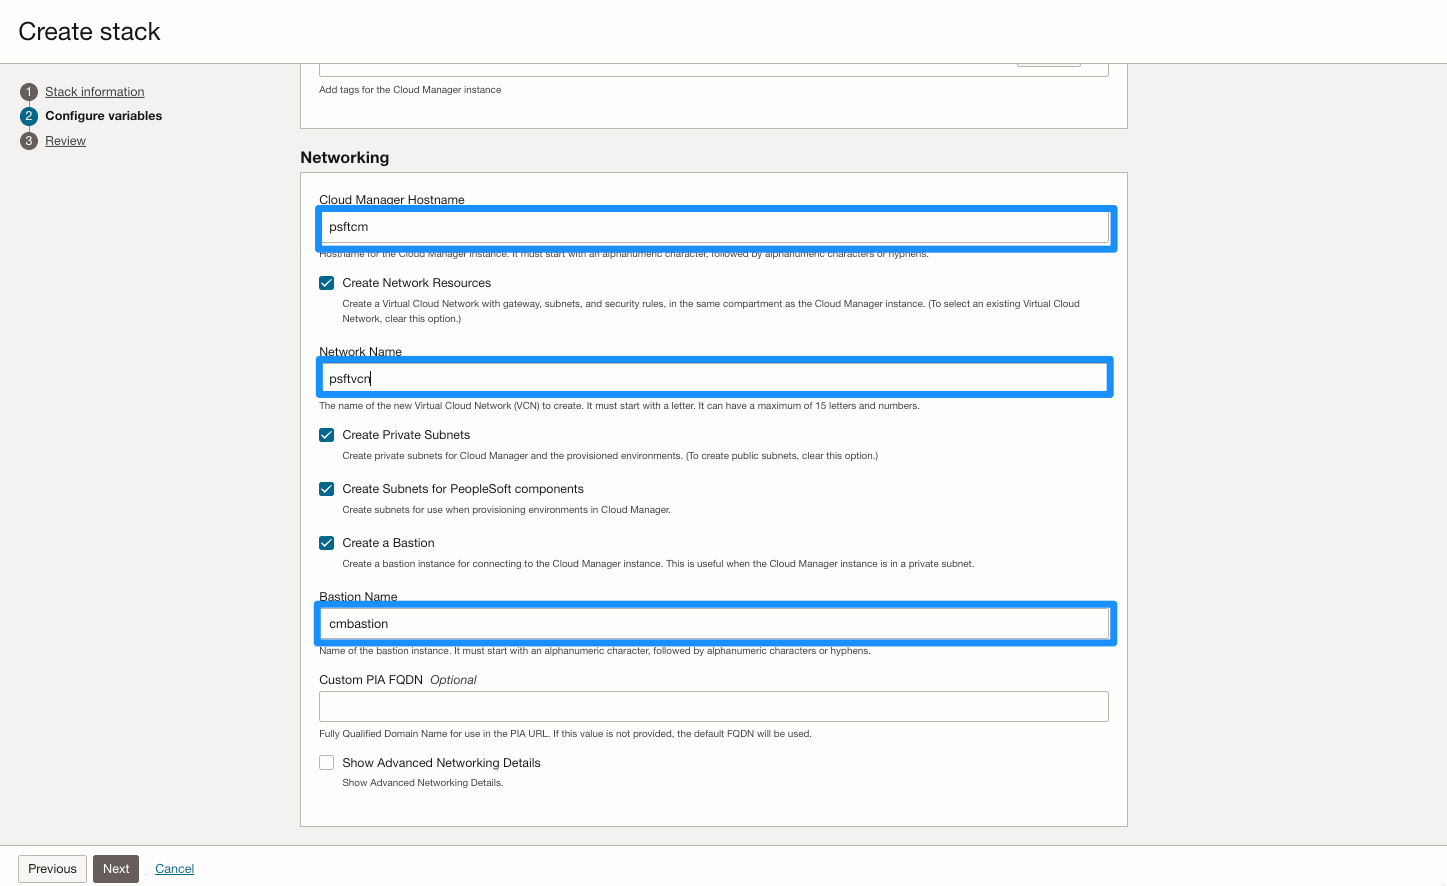 Create stack
1 Stack information
2 Configure variables
3 Review
Add tags for the Cloud Manager instance
Networking
Cloud Manager Hostname
psftcm
Hostname for the Cloud Manager instance. It must start with an alphanumeric character, followed by alphanumeric characters or hyphens.
Create Network Resources
Create a Virtual Cloud Network with gateway, subnets, and security rules, in the same compartment as the Cloud Manager instance. (To select an existing Virtual Cloud
Network, clear this option.)
Network Name
psftvcn
The name of the new Virtual Cloud Network (VCN) to create. It must start with a letter. It can have a maximum of 15 letters and numbers.
Create Private Subnets
Create private subnets for Cloud Manager and the provisioned environments. (To create public subnets, clear this option.)
Create Subnets for PeopleSoft components
Create subnets for use when provisioning environments in Cloud Manager.
Create a Bastion
Create a bastion instance for connecting to the Cloud Manager instance. This is useful when the Cloud Manager instance is in a private subnet.
Bastion Name
cmbastion
Name of the bastion instance. It must start with an alphanumeric character, followed by alphanumeric characters or hyphens.
Custom PIA FQDN Optional
Fully Qualified Domain Name for use in the PIA URL. If this value is not provided, the default FQDN will be used.
Show Advanced Networking Details
Show Advanced Networking Details.
Previous Next Cancel